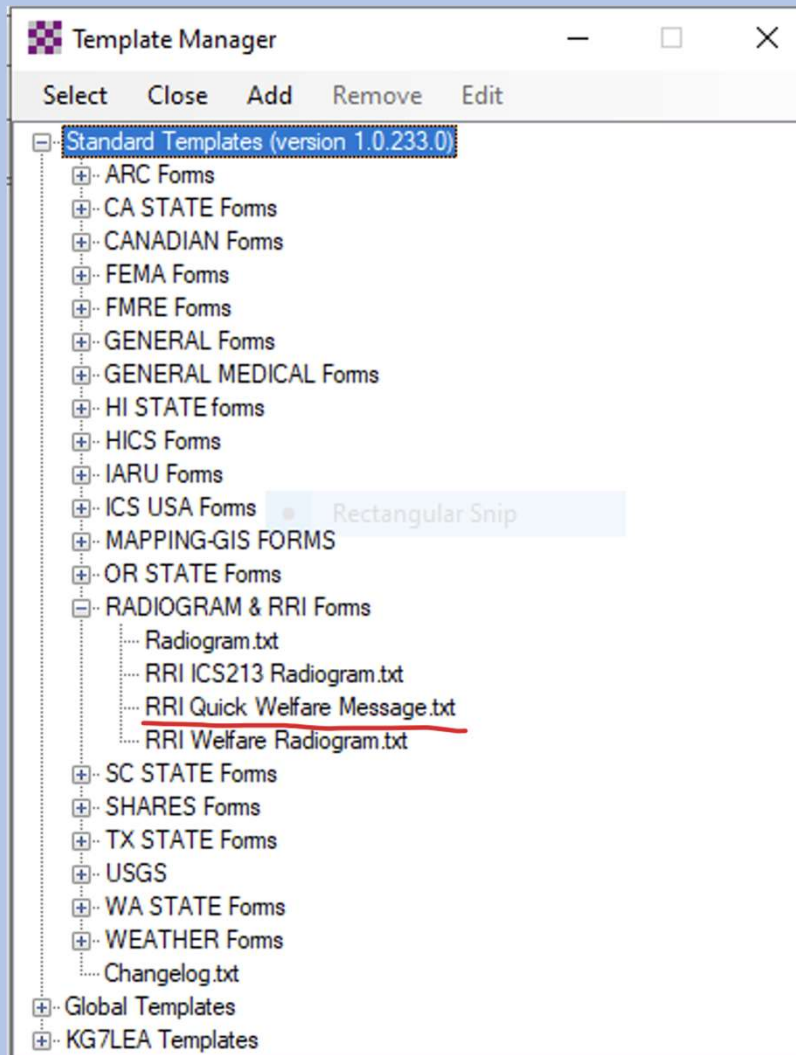 Template Manager
Select Close Add Remove Edit
Standard Templates (version 1.0.233.0)
ARC Forms
CA STATE Forms
CANADIAN Forms
FEMA Forms
FMRE Forms
GENERAL Forms
GENERAL MEDICAL Forms
HI STATE forms
HICS Forms
IARU Forms
ICS USA Forms
Rectangular Snip
MAPPING-GIS FORMS
OR STATE Forms
RADIOGRAM & RRI Forms
Radiogram.txt
RRI ICS213 Radiogram.txt
RRI Quick Welfare Message.txt
RRI Welfare Radiogram.txt
SC STATE Forms
SHARES Forms
TX STATE Forms
USGS
WA STATE Forms
WEATHER Forms
Changelog.txt
Global Templates
KG7LEA Templates